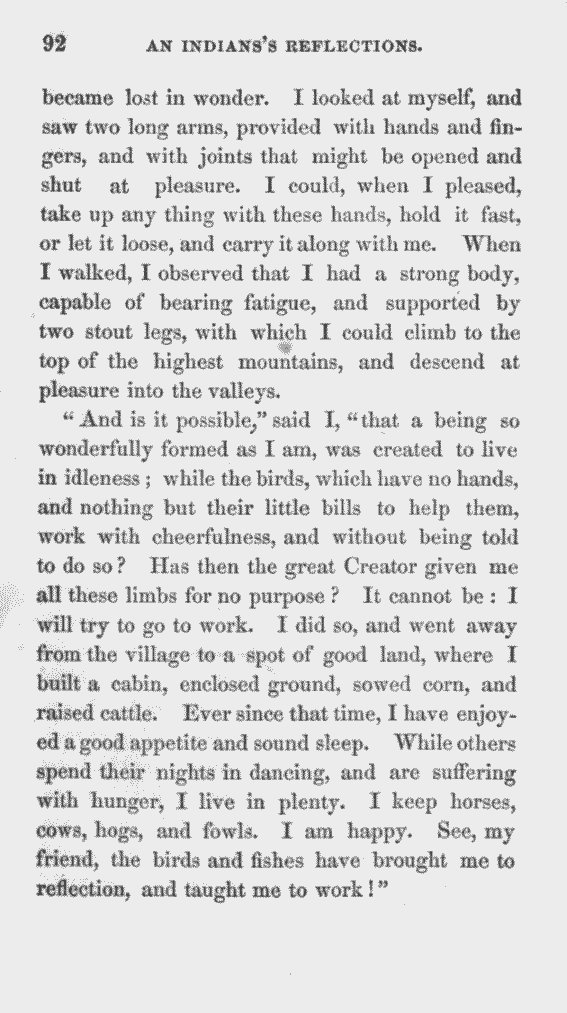 92 AN INDIANS'S REFLECTIONS.
became lost in wonder. I looked at myself, and
saw two long arms, provided with hands and fin-
gers, and with joints that might be opened and
shut at pleasure. I could, when I pleased,
take up any thing with these hands, hold it fast,
or let it loose, and carry it along with me. When
I walked, I observed that I had a strong body,
capable of bearing fatigue, and supported by
two stout legs, with which I could climb to the
top of the highest mountains, and descend at
pleasure into the valleys.
“And is it possible,” said I, “that a being so
wonderfully formed as I am, was created to live
in idleness; while the birds, which have no hands,
and nothing but their little bills to help them,
work with cheerfulness, and without being told
to do so? Has then the great Creator given me
all these limbs for no purpose? It cannot be: I
will try to go to work. I did so, and went away
from the village to a spot of good land, where I
built a cabin, enclosed ground, sowed corn, and
raised cattle. Ever since that time, I have enjoy-
ed a good appetite and sound sleep. While others
spend their nights in dancing, and are suffering
with hunger, I live in plenty. I keep horses,
cows, hogs, and fowls. I am happy. See, my
friend, the birds and fishes have brought me to
reflection, and taught me to work!”